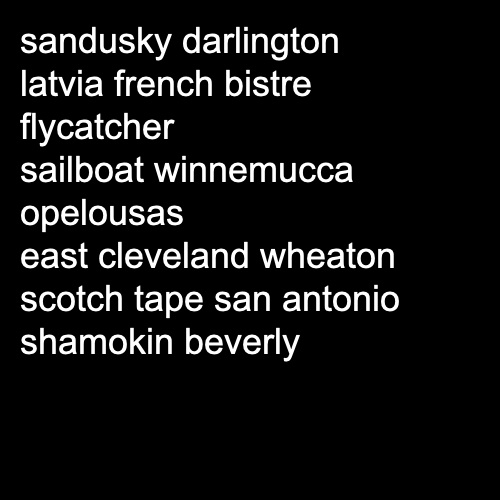 sandusky darlington
latvia french bistre
flycatcher
sailboat winnemucca
opelousas
east cleveland wheaton
scotch tape san antonio
shamokin beverly